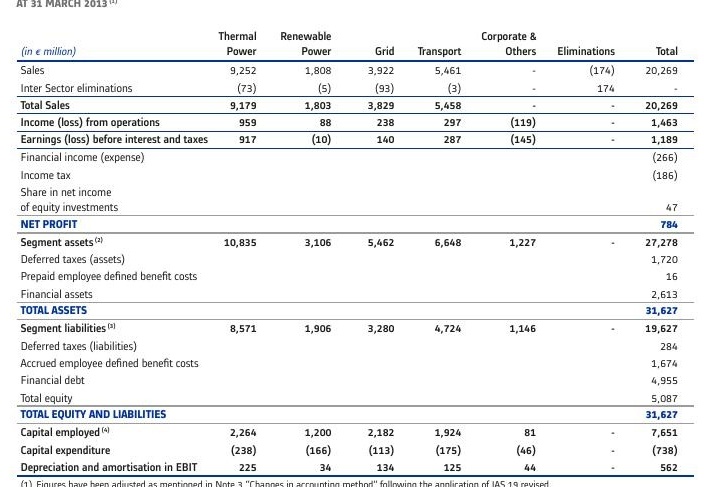 AT 31 MARCH 2013 (1)
Thermal Renewable Corporate &
(in € million) Power Power Grid Transport Others Eliminations Total
Sales 9,252 1,808 3,922 5,461 - (174) 20,269
Inter Sector eliminations (73) (5) (93) (3) - 174 -
Total Sales 9,179 1,803 3,829 5,458 - - 20,269
Income (loss) from operations 959 88 238 297 (119) - 1,463
Earnings (loss) before interest and taxes 917 (10) 140 287 (145) - 1,189
Financial income (expense) (266)
Income tax (186)
Share in net income
of equity investments 47
NET PROFIT 784
Segment assets (2) 10,835 3,106 5,462 6,648 1,227 - 27,278
Deferred taxes (assets) 1,720
Prepaid employee defined benefit costs 16
Financial assets 2,613
TOTAL ASSETS 31,627
Segment liabilities (3) 8,571 1,906 3,280 4,724 1,146 - 19,627
Deferred taxes (liabilities) 284
Accrued employee defined benefit costs 1,674
Financial debt 4,955
Total equity 5,087
TOTAL EQUITY AND LIABILITIES 31,627
Capital employed (4) 2,264 1,200 2,182 1,924 81 - 7,651
Capital expenditure (238) (166) (113) (175) (46) - (738)
Depreciation and amortisation in EBIT 225 34 134 125 44 - 562
(1) Figures have been adjusted as mentioned in Note 3 "Changes in accounting method" following the application of IAS 19 revised